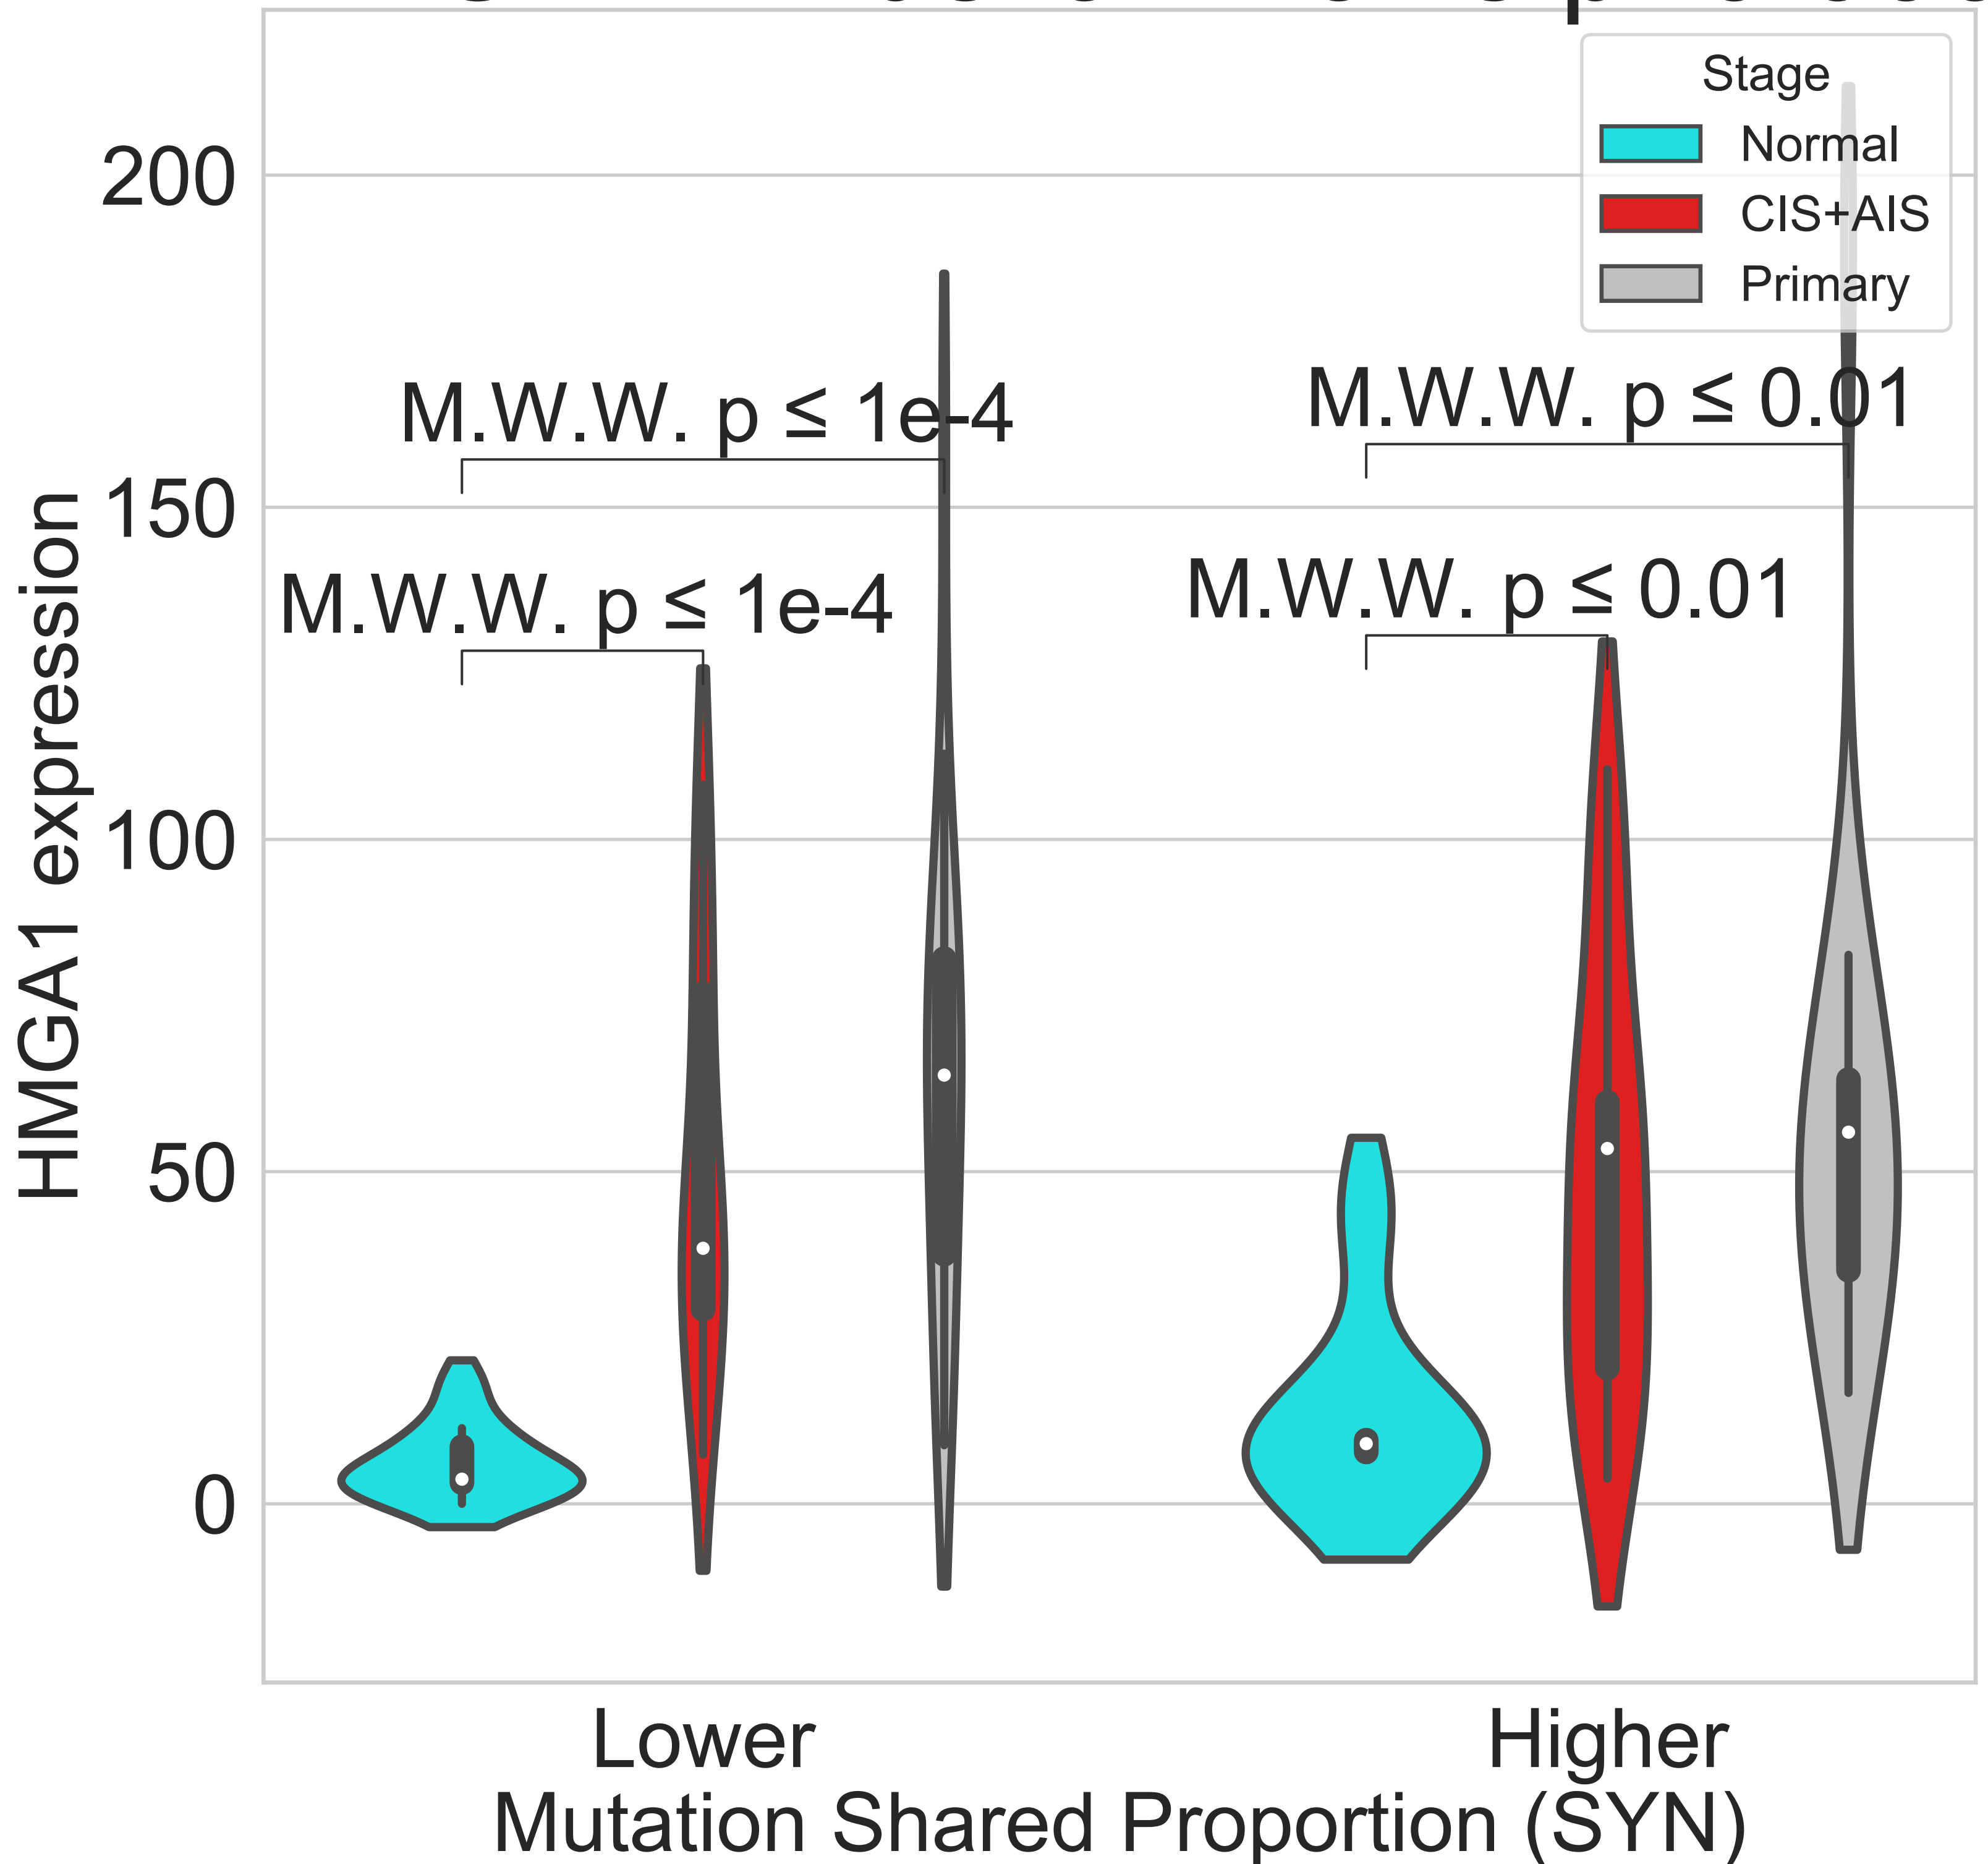 Stage
Normal
CIS+AIS
Primary
200
150
100
50
0
HMGA1 expression
M.W.W. p ≤ 1e-4
M.W.W. p ≤ 0.01
M.W.W. p ≤ 1e-4
M.W.W. p ≤ 0.01
Lower
Higher
Mutation Shared Proportion (SYN)